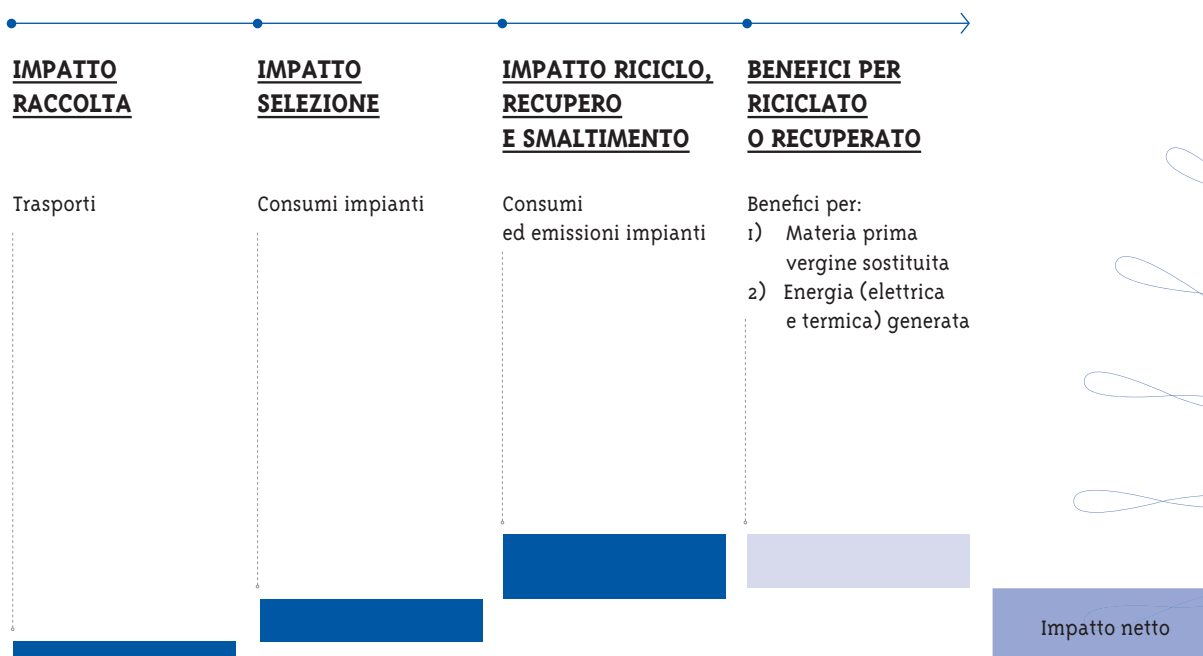 IMPATTO
RACCOLTA
IMPATTO
SELEZIONE
IMPATTO RICICLO,
RECUPERO
E SMALTIMENTO
BENEFICI PER
RICICLATO
O RECUPERATO
Trasporti
Consumi impianti
Consumi
ed emissioni impianti
Benefici per:
1) Materia prima
vergine sostituita
2) Energia (elettrica
e termica) generata
Impatto netto